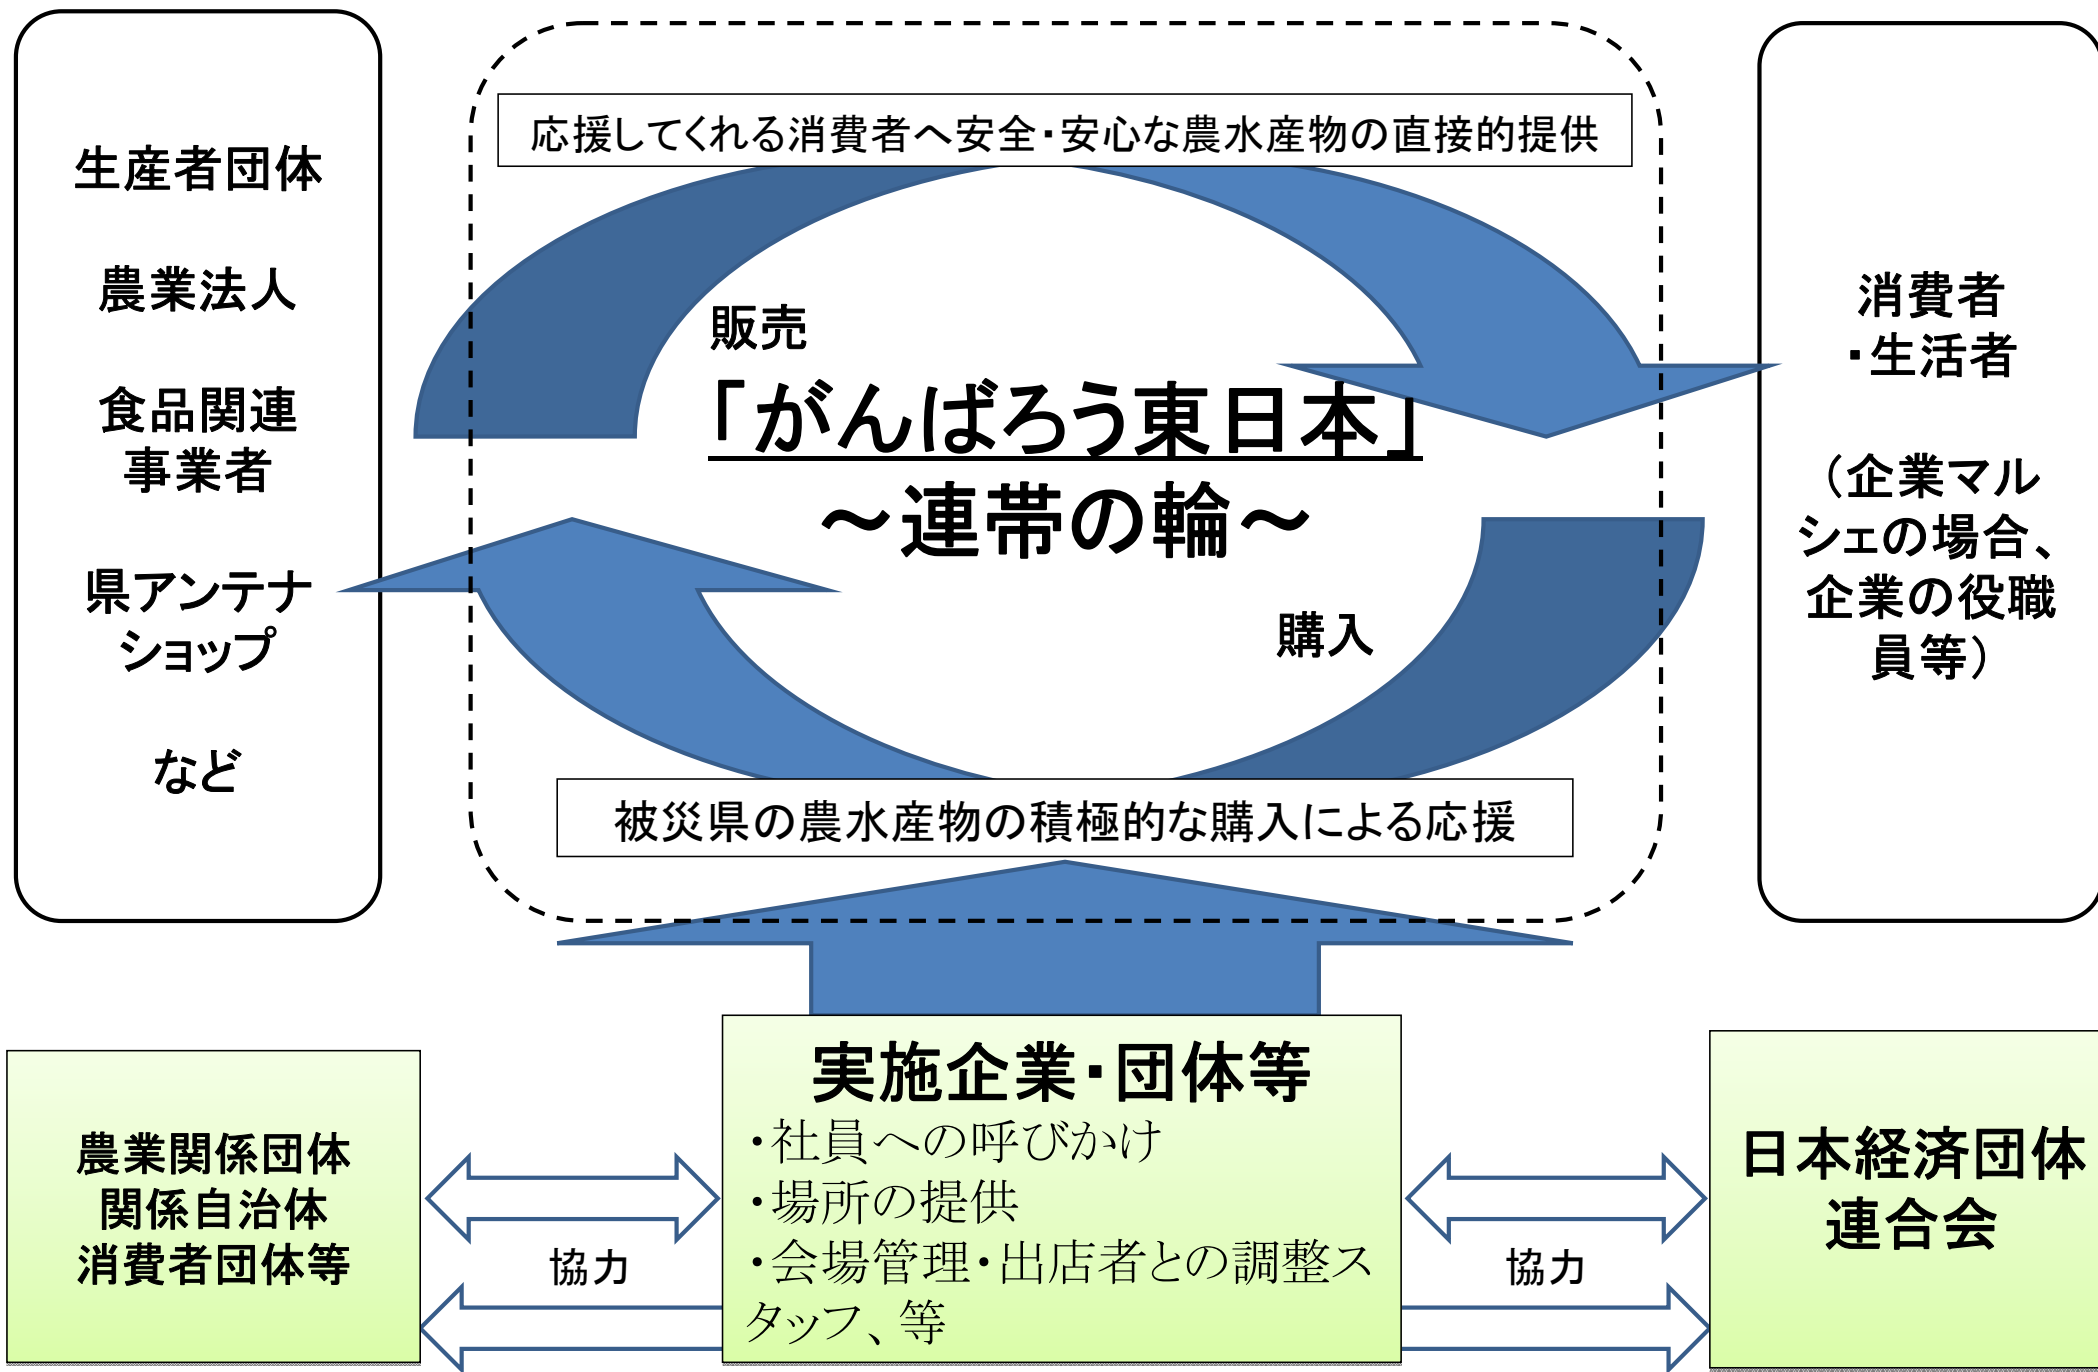 生産者団体
農業法人
食品関連
事業者
県アンテナ
ショップ
など
応援してくれる消費者へ安全・安心な農水産物の直接的提供
販売
「がんばろう東日本」
～連帯の輪～
購入
被災県の農水産物の積極的な購入による応援
消費者
・生活者
（企業マル
シェの場合、
企業の役職
員等）
農業関係団体
関係自治体
消費者団体等
協力
実施企業・団体等
・社員への呼びかけ
・場所の提供
・会場管理・出店者との調整ス
タッフ、等
協力
日本経済団体
連合会